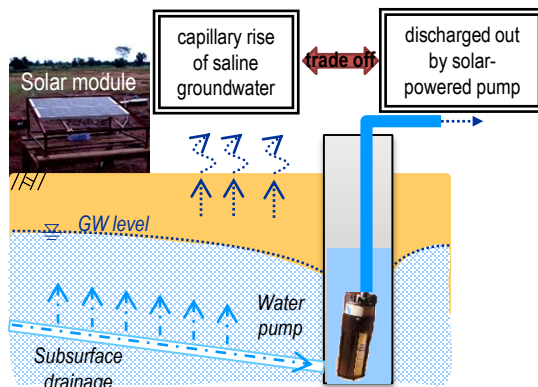 capillary rise
of saline
groundwater
trade off
discharged out
by solar-
powered pump
Solar module
GW level
Water
pump
Subsurface
drainage